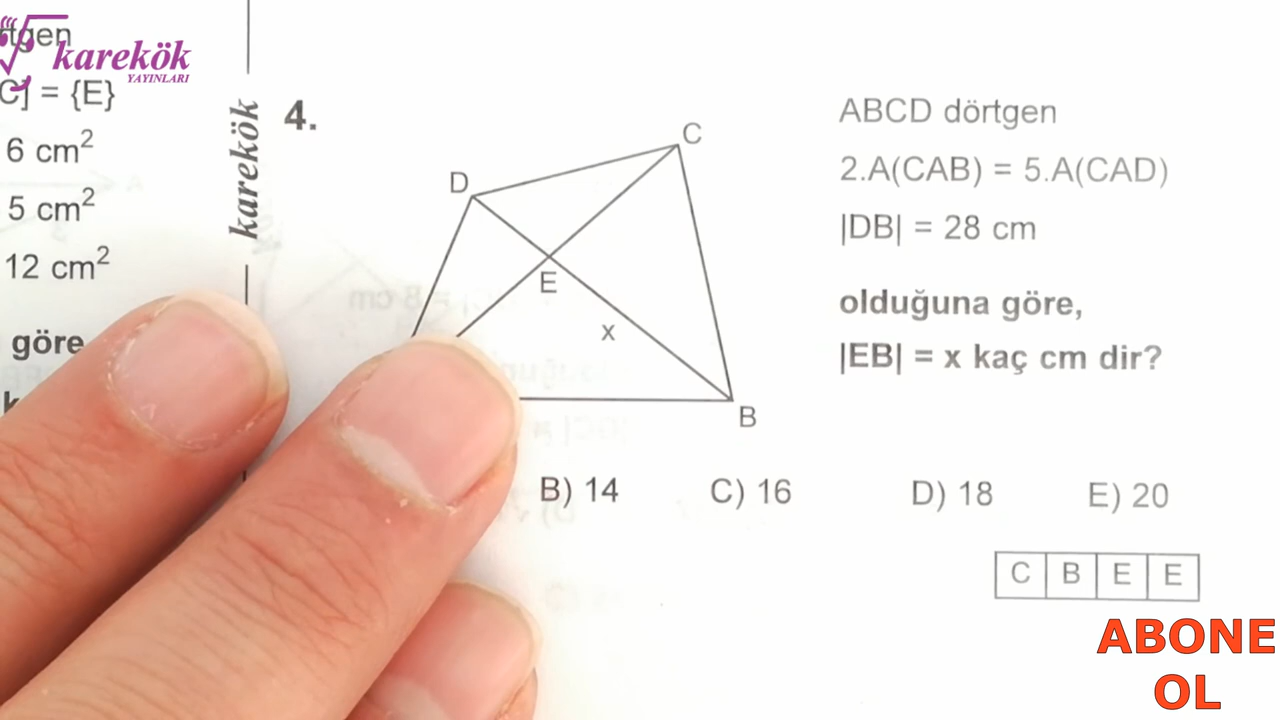 rtgen
karekök
YAYINLARI
C] = {E}
6 cm²
5 cm²
12 cm²
göre
karekök
4.
C
D
E
x
B
ABCD dörtgen
2.A(CAB) = 5.A(CAD)
|DB| = 28 cm
olduğuna göre,
|EB| = x kaç cm dir?
B) 14
C) 16
D) 18
E) 20
C B E E
ABONE
OL